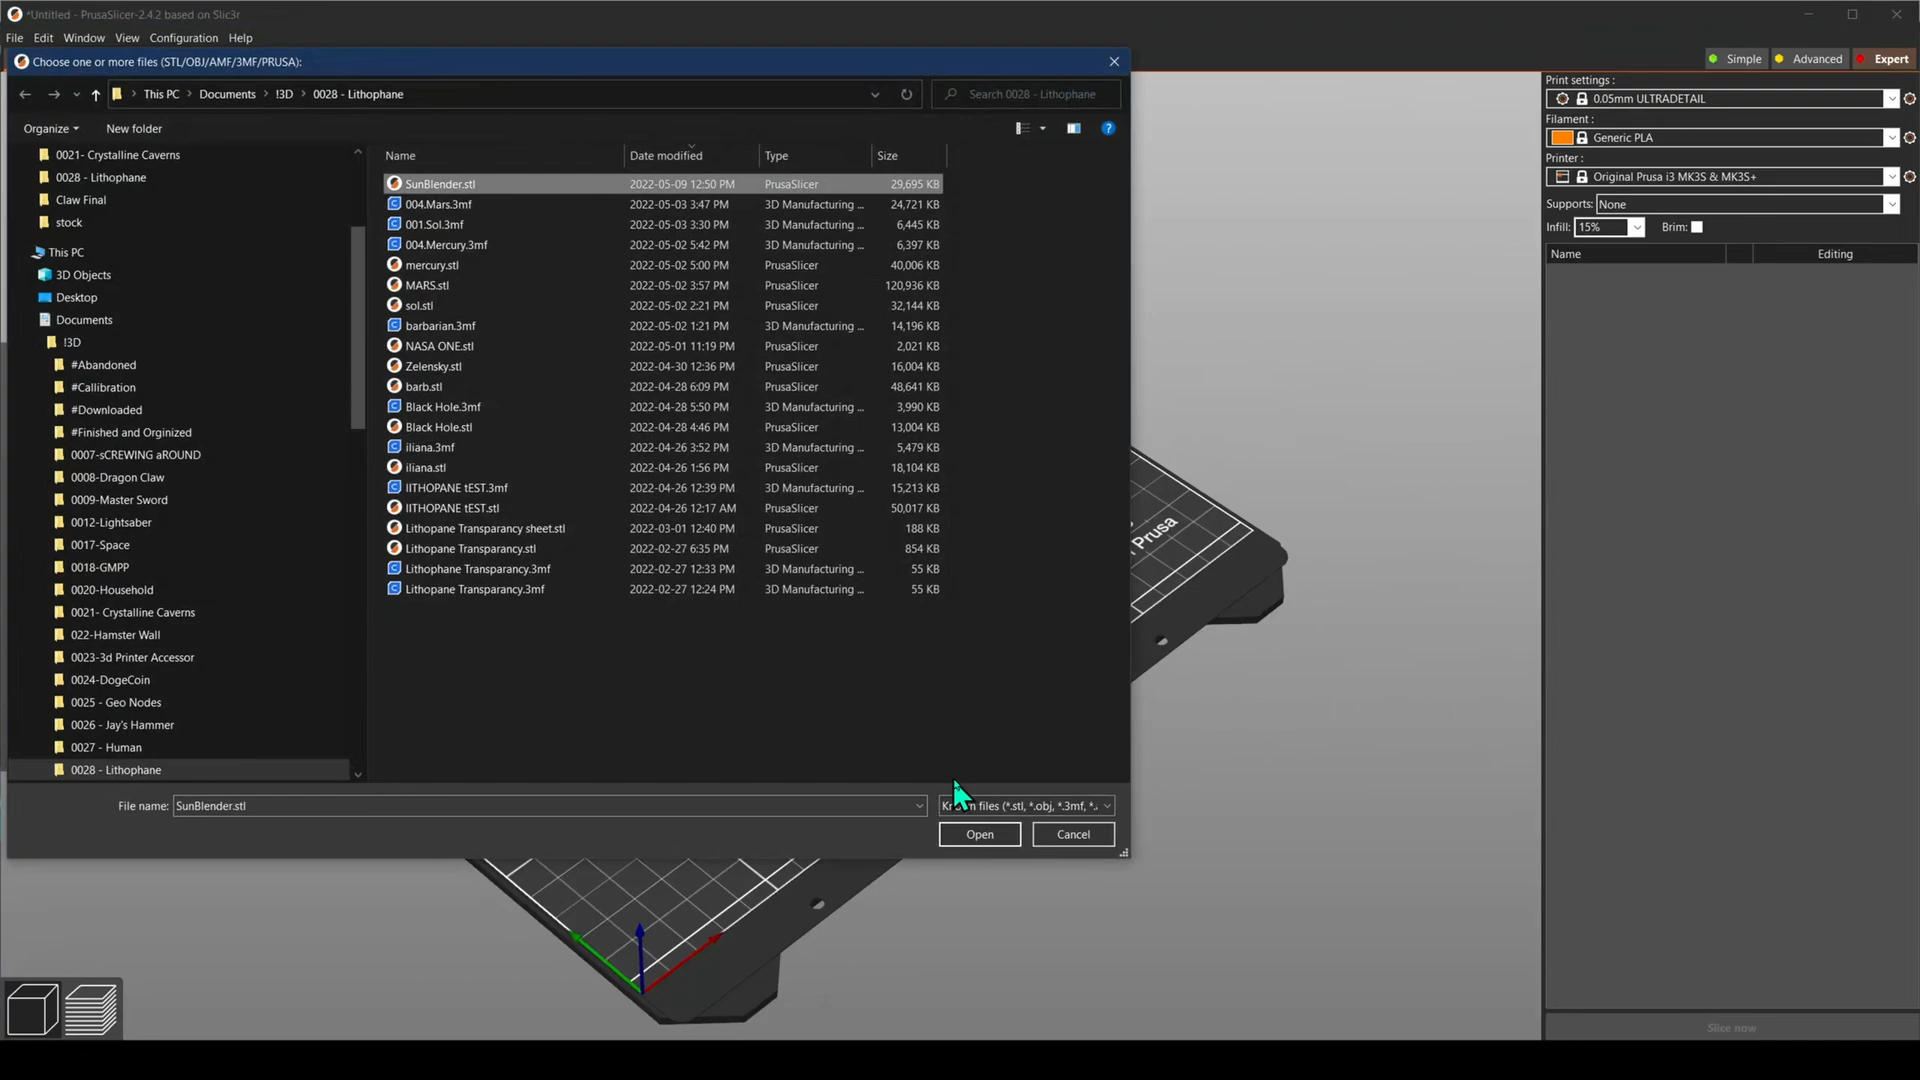 *Untitled - PrusaSlicer-2.4.2 based on Slic3r
File Edit Window View Configuration Help
Choose one or more files (STL/OBJ/AMF/3MF/PRUSA):
Simple Advanced Expert
This PC > Documents > !3D > 0028 - Lithophane
Search 0028 - Lithophane
Organize New folder
Print settings :
0.05mm ULTRADETAIL
Filament :
Generic PLA
Printer :
Original Prusa i3 MK3S & MK3S+
Supports: None
Infill: 15% Brim:
Name Editing
0021- Crystalline Caverns
0028 - Lithophane
Claw Final
stock
This PC
3D Objects
Desktop
Documents
!3D
#Abandoned
#Callibration
#Downloaded
#Finished and Orginized
0007-sCREWING aROUND
0008-Dragon Claw
0009-Master Sword
0012-Lightsaber
0017-Space
0018-GMPP
0020-Household
0021- Crystalline Caverns
022-Hamster Wall
0023-3d Printer Accessor
0024-DogeCoin
0025 - Geo Nodes
0026 - Jay's Hammer
0027 - Human
0028 - Lithophane
Name Date modified Type Size
SunBlender.stl 2022-05-09 12:50 PM PrusaSlicer 29,695 KB
004.Mars.3mf 2022-05-03 3:47 PM 3D Manufacturing ... 24,721 KB
001.Sol.3mf 2022-05-03 3:30 PM 3D Manufacturing ... 6,445 KB
004.Mercury.3mf 2022-05-02 5:42 PM 3D Manufacturing ... 6,397 KB
mercury.stl 2022-05-02 5:00 PM PrusaSlicer 40,006 KB
MARS.stl 2022-05-02 3:57 PM PrusaSlicer 120,936 KB
sol.stl 2022-05-02 2:21 PM PrusaSlicer 32,144 KB
barbarian.3mf 2022-05-02 1:21 PM 3D Manufacturing ... 14,196 KB
NASA ONE.stl 2022-05-01 11:19 PM PrusaSlicer 2,021 KB
Zelensky.stl 2022-04-30 12:36 PM PrusaSlicer 16,004 KB
barb.stl 2022-04-28 6:09 PM PrusaSlicer 48,641 KB
Black Hole.3mf 2022-04-28 5:50 PM 3D Manufacturing ... 3,990 KB
Black Hole.stl 2022-04-28 4:46 PM PrusaSlicer 13,004 KB
iliana.3mf 2022-04-26 3:52 PM 3D Manufacturing ... 5,479 KB
iliana.stl 2022-04-26 1:56 PM PrusaSlicer 18,104 KB
lITHOPANE tEST.3mf 2022-04-26 12:39 PM 3D Manufacturing ... 15,213 KB
lITHOPANE tEST.stl 2022-04-26 12:17 AM PrusaSlicer 50,017 KB
Lithopane Transparancy sheet.stl 2022-03-01 12:40 PM PrusaSlicer 188 KB
Lithopane Transparancy.stl 2022-02-27 6:35 PM PrusaSlicer 854 KB
Lithophane Transparancy.3mf 2022-02-27 12:33 PM 3D Manufacturing ... 55 KB
Lithopane Transparancy.3mf 2022-02-27 12:24 PM 3D Manufacturing ... 55 KB
Prusa
File name: SunBlender.stl
files (*.stl, *.obj, *.3mf, *.
Open Cancel
Slice now